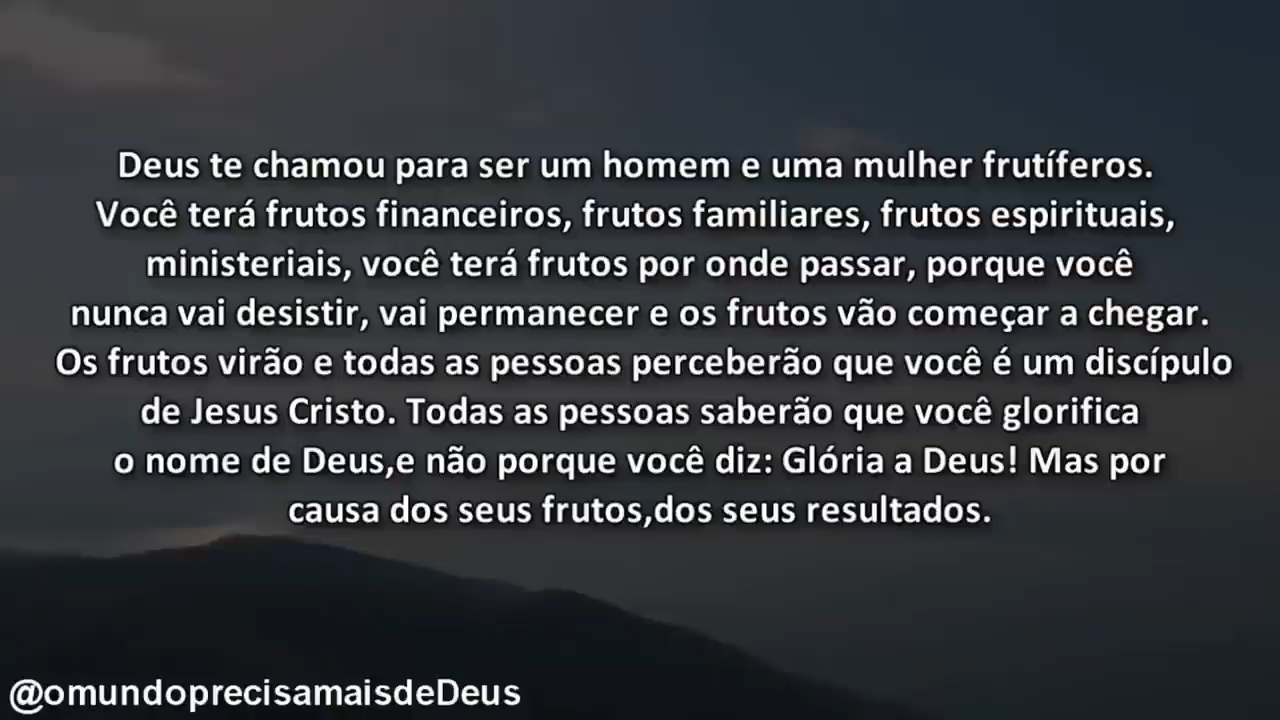 Deus te chamou para ser um homem e uma mulher frutíferos.
Você terá frutos financeiros, frutos familiares, frutos espirituais,
ministeriais, você terá frutos por onde passar, porque você
nunca vai desistir, vai permanecer e os frutos vão começar a chegar.
Os frutos virão e todas as pessoas perceberão que você é um discípulo
de Jesus Cristo. Todas as pessoas saberão que você glorifica
o nome de Deus,e não porque você diz: Glória a Deus! Mas por
causa dos seus frutos,dos seus resultados.
@omundoprecisamaisdeDeus